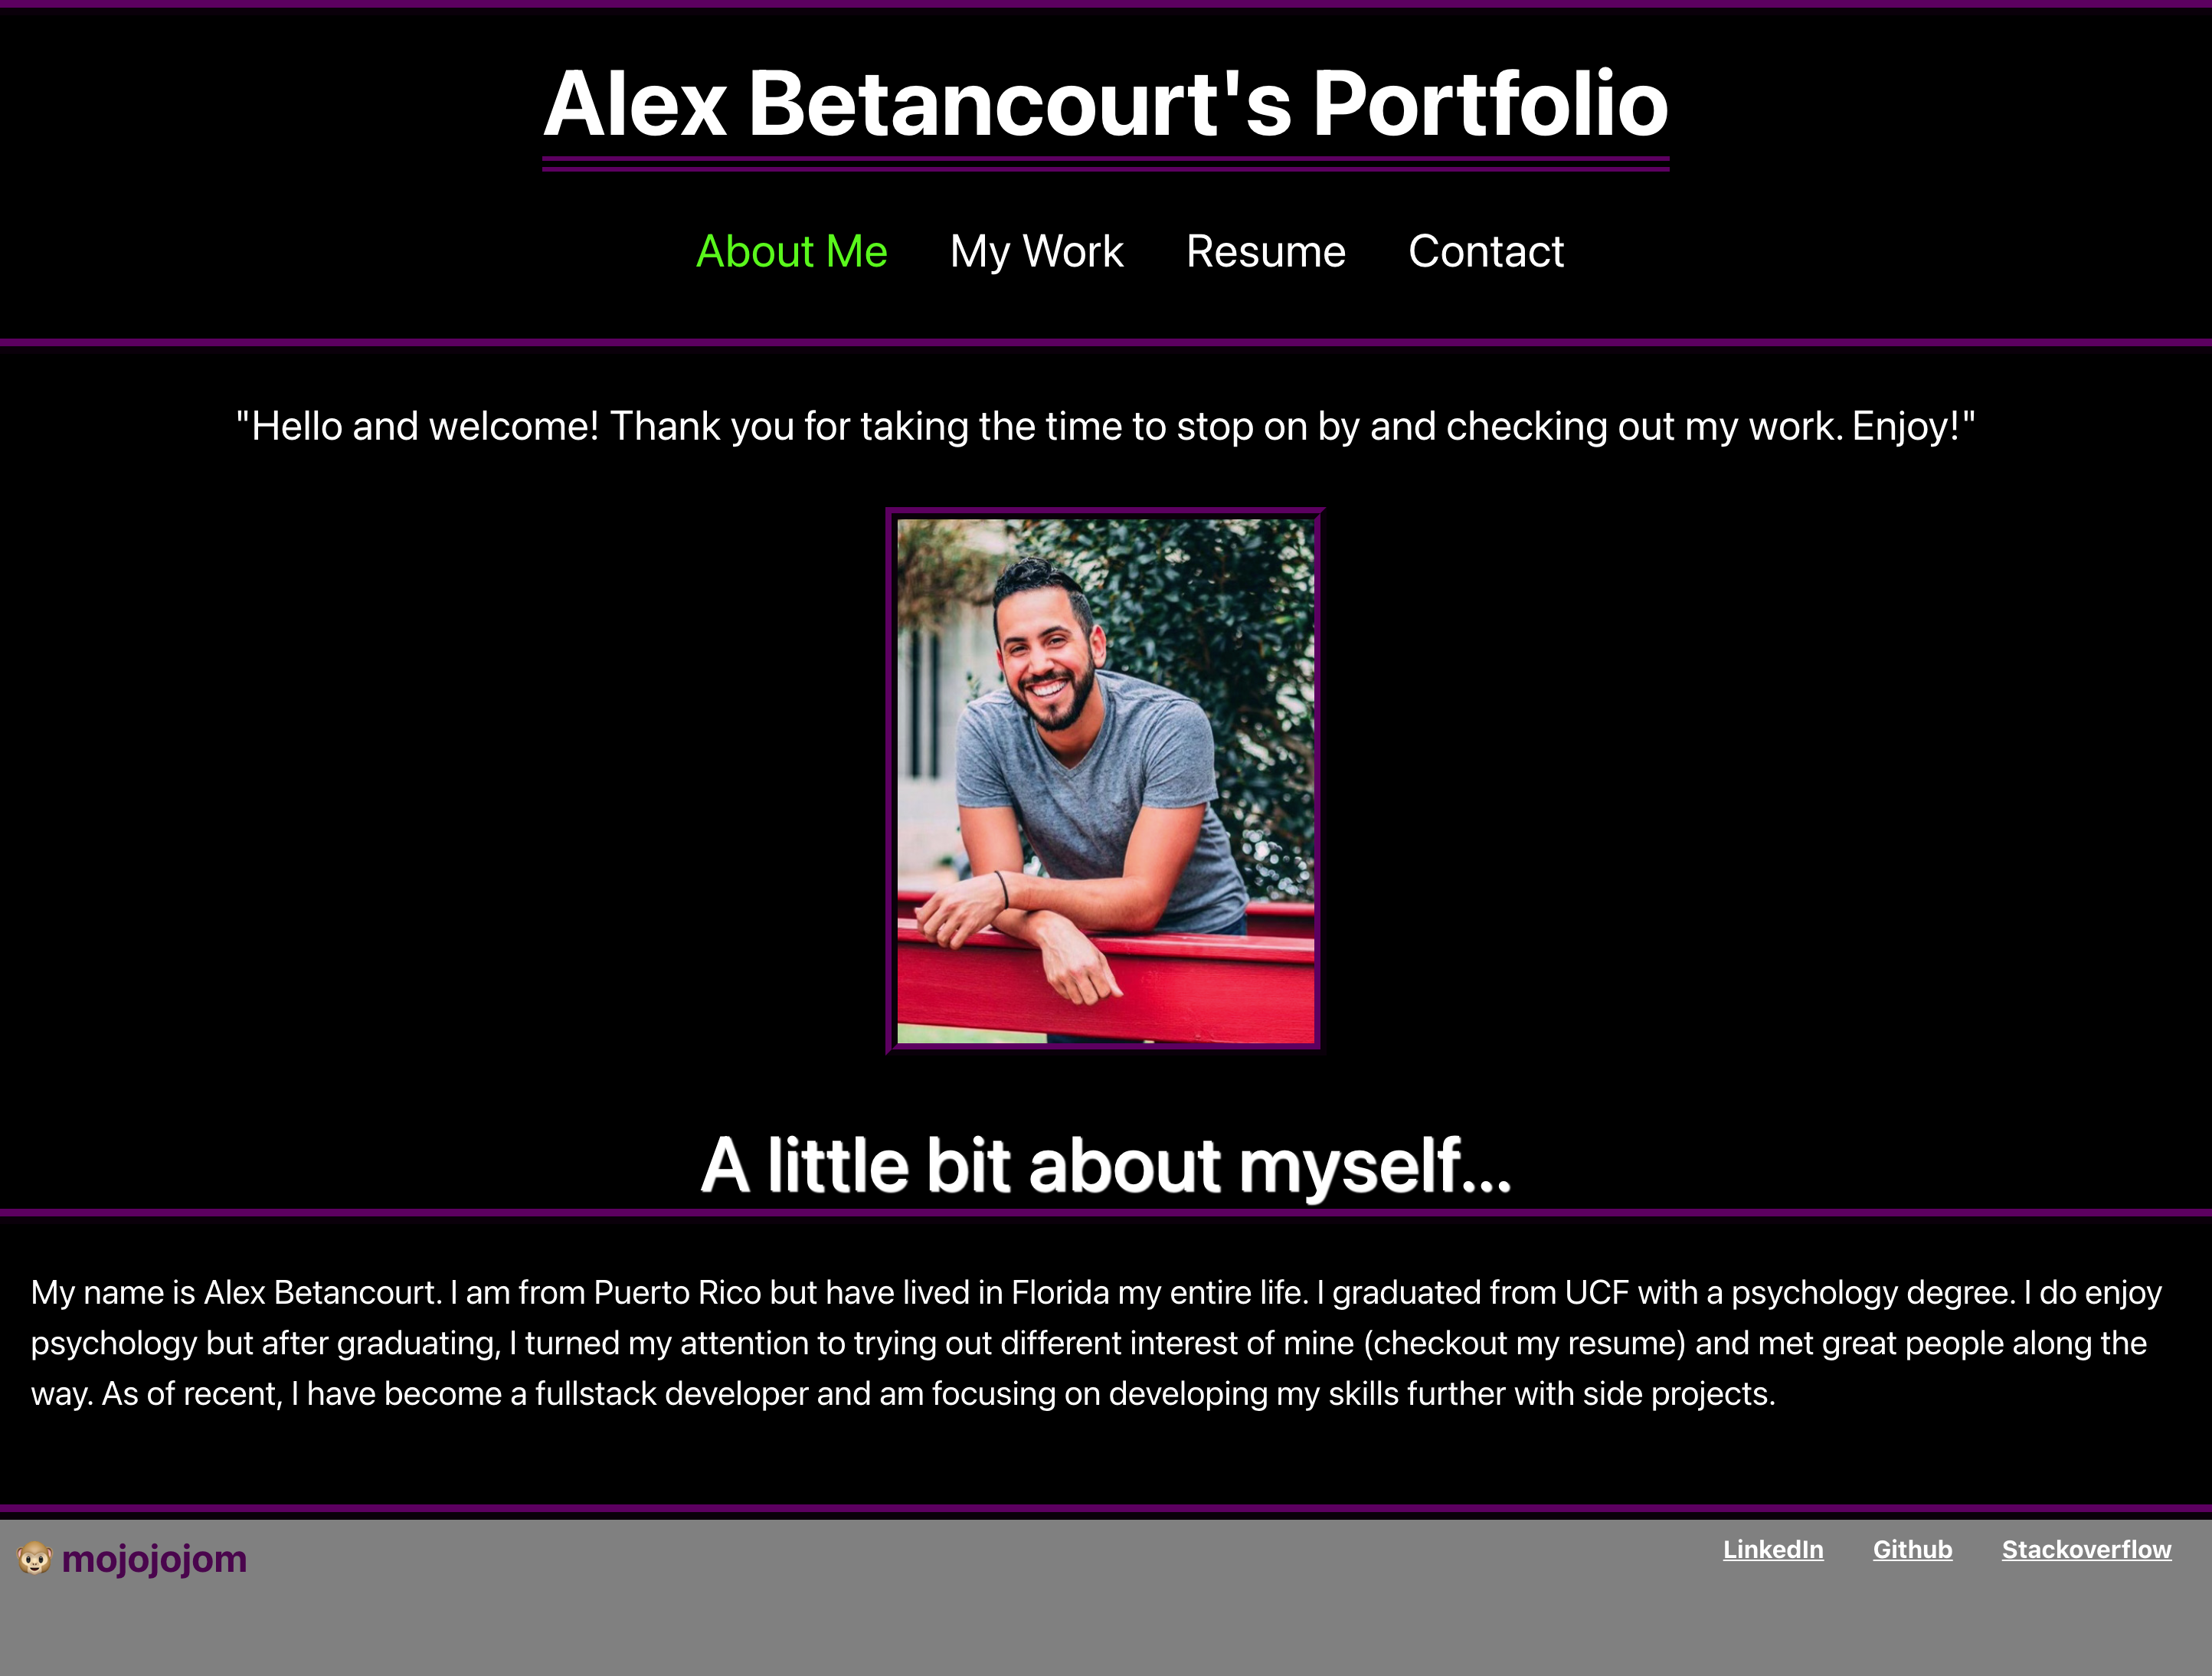 Alex Betancourt's Portfolio
About Me My Work Resume Contact
"Hello and welcome! Thank you for taking the time to stop on by and checking out my work. Enjoy!"
A little bit about myself...
My name is Alex Betancourt. I am from Puerto Rico but have lived in Florida my entire life. I graduated from UCF with a psychology degree. I do enjoy
psychology but after graduating, I turned my attention to trying out different interest of mine (checkout my resume) and met great people along the
way. As of recent, I have become a fullstack developer and am focusing on developing my skills further with side projects.
🐵 mojojojom LinkedIn Github Stackoverflow